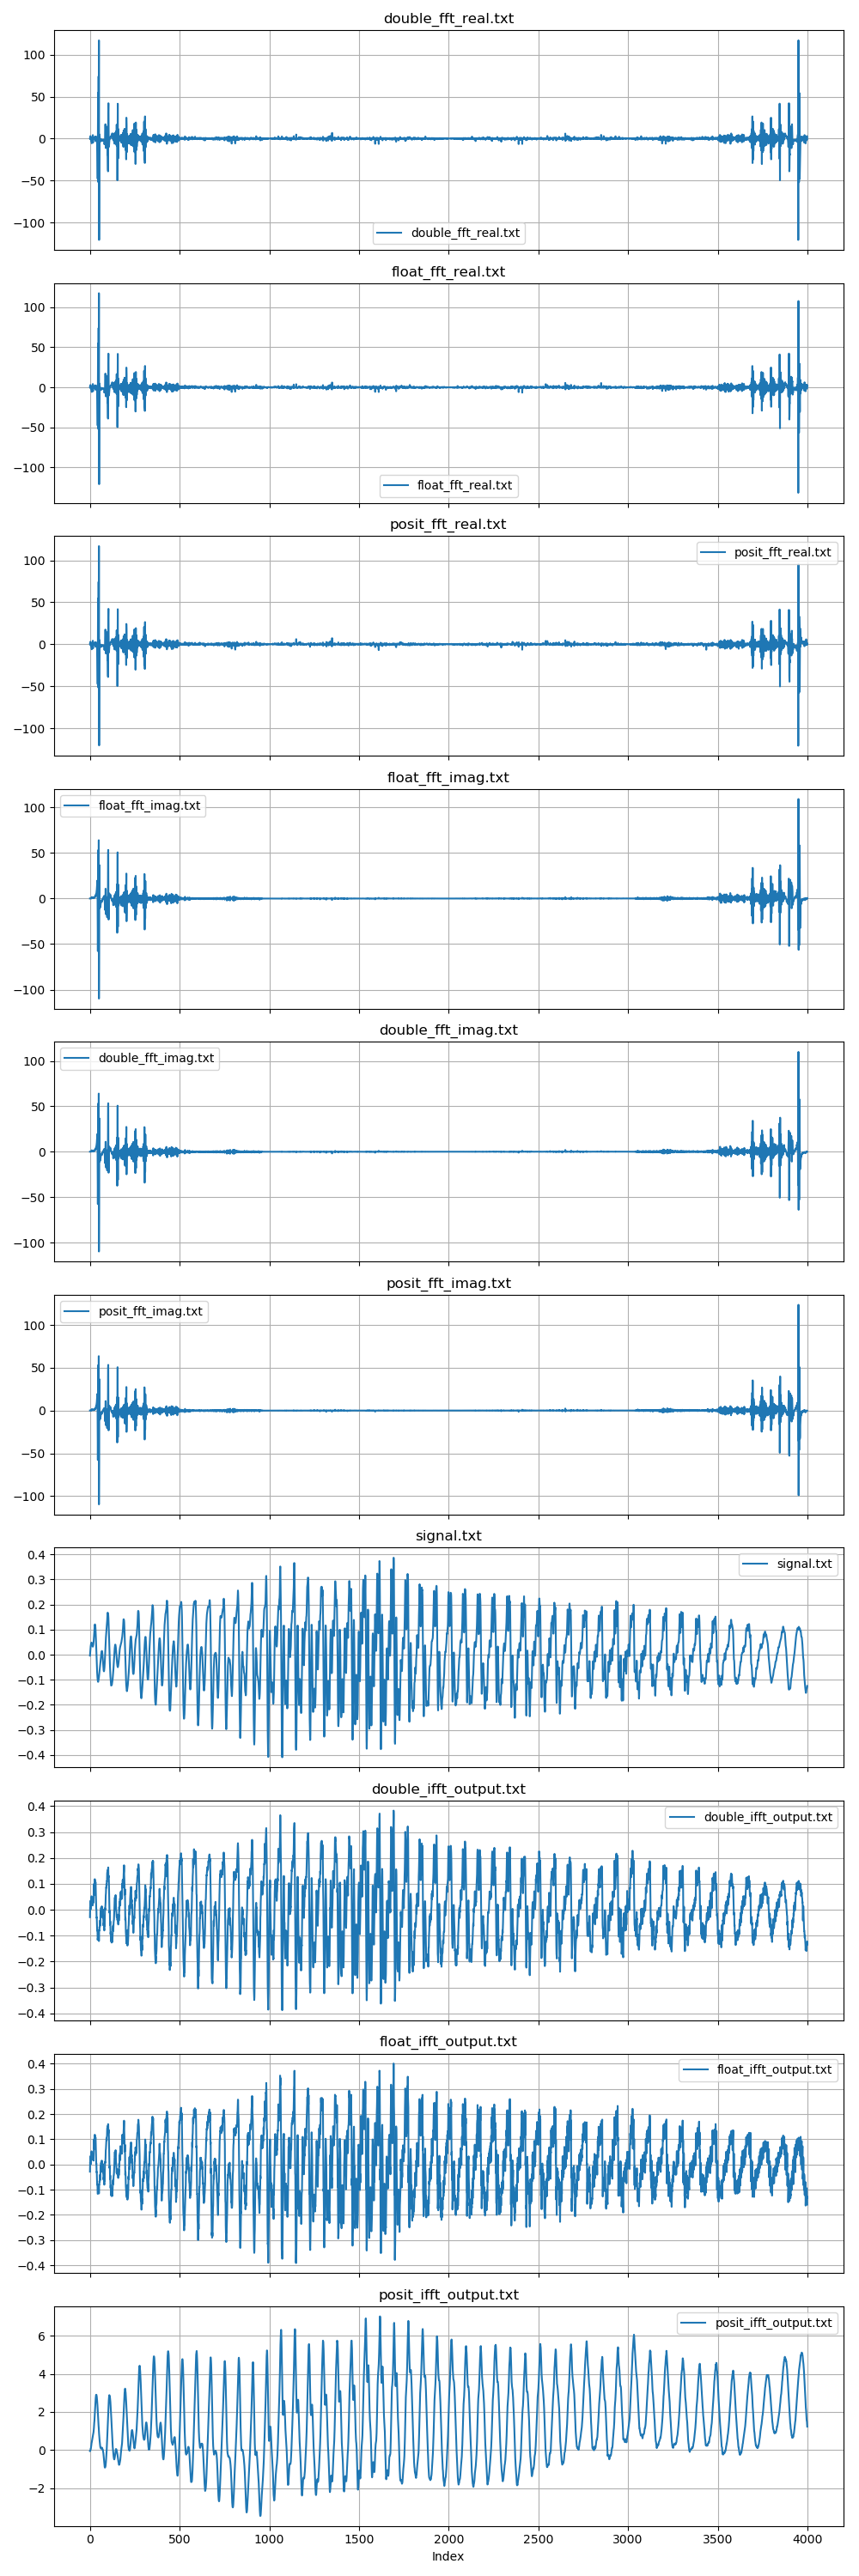 double_fft_real.txt
100
50
0
−50
−100
double_fft_real.txt
float_fft_real.txt
100
50
0
−50
−100
float_fft_real.txt
posit_fft_real.txt
100
50
0
−50
−100
posit_fft_real.txt
float_fft_imag.txt
100
50
0
−50
−100
float_fft_imag.txt
double_fft_imag.txt
100
50
0
−50
−100
double_fft_imag.txt
posit_fft_imag.txt
100
50
0
−50
−100
posit_fft_imag.txt
signal.txt
0.4
0.3
0.2
0.1
0.0
−0.1
−0.2
−0.3
−0.4
signal.txt
double_ifft_output.txt
0.4
0.3
0.2
0.1
0.0
−0.1
−0.2
−0.3
−0.4
double_ifft_output.txt
float_ifft_output.txt
0.4
0.3
0.2
0.1
0.0
−0.1
−0.2
−0.3
−0.4
float_ifft_output.txt
posit_ifft_output.txt
6
4
2
0
−2
posit_ifft_output.txt
0 500 1000 1500 2000 2500 3000 3500 4000
Index